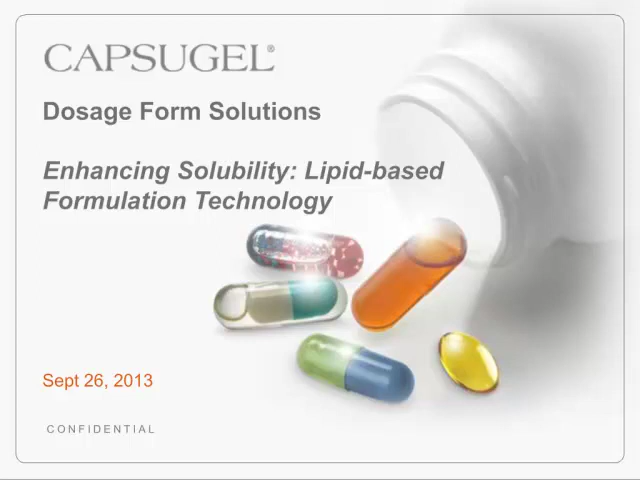 CAPSUGEL®
Dosage Form Solutions
Enhancing Solubility: Lipid-based
Formulation Technology
Sept 26, 2013
CONFIDENTIAL